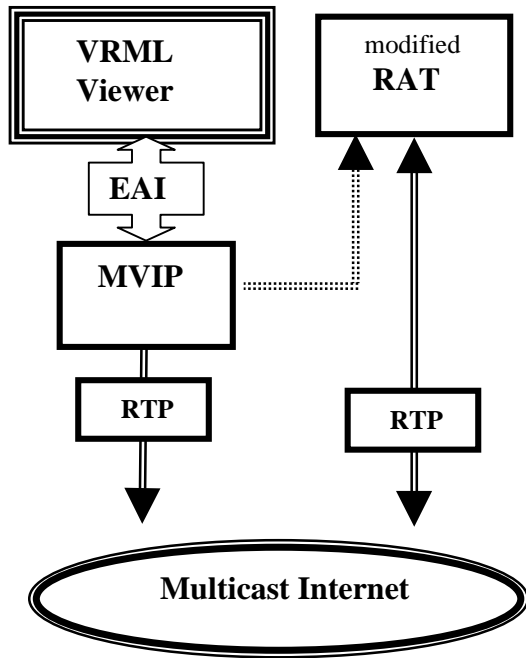 VRML
Viewer
modified
RAT
EAI
MVIP
RTP
RTP
Multicast Internet